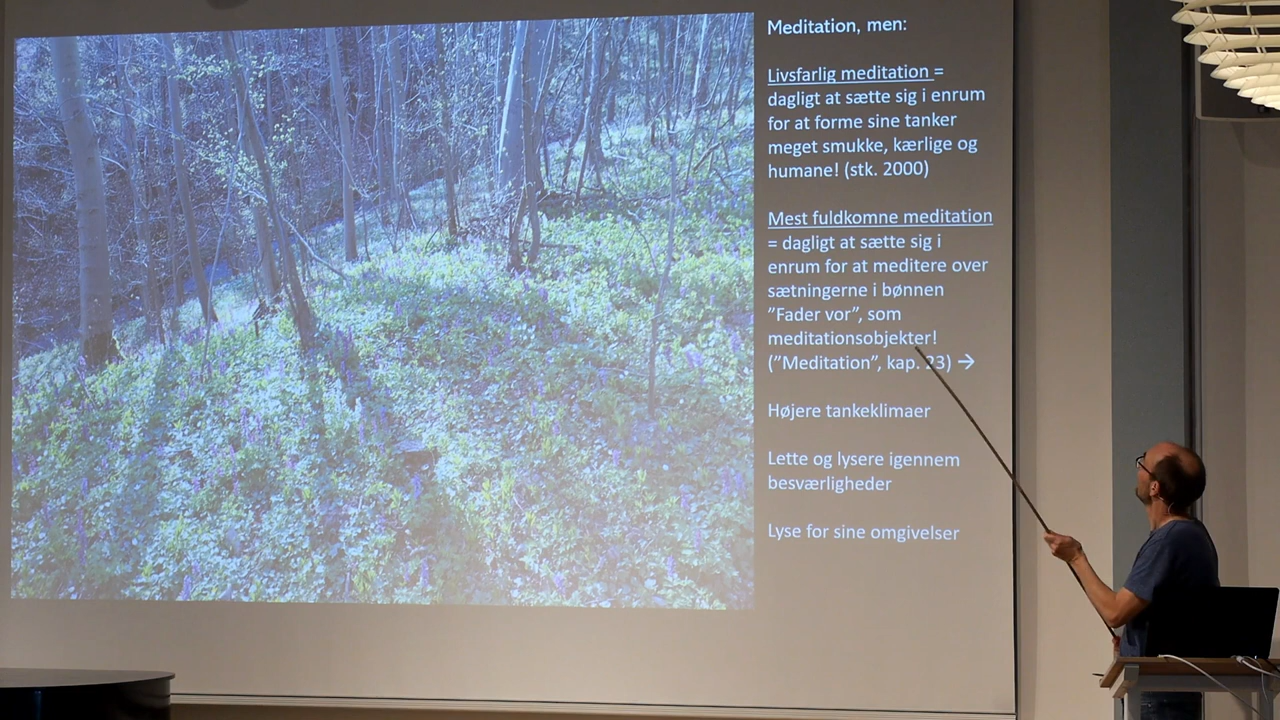 Meditation, men:
Livsfarlig meditation =
dagligt at sætte sig i enrum
for at forme sine tanker
meget smukke, kærlige og
humane! (stk. 2000)
Mest fuldkomne meditation
= dagligt at sætte sig i
enrum for at meditere over
sætningerne i bønnen
”Fader vor”, som
meditationsobjekter!
(”Meditation”, kap. 23) →
Højere tankeklimaer
Lette og lysere igennem
besværligheder
Lyse for sine omgivelser